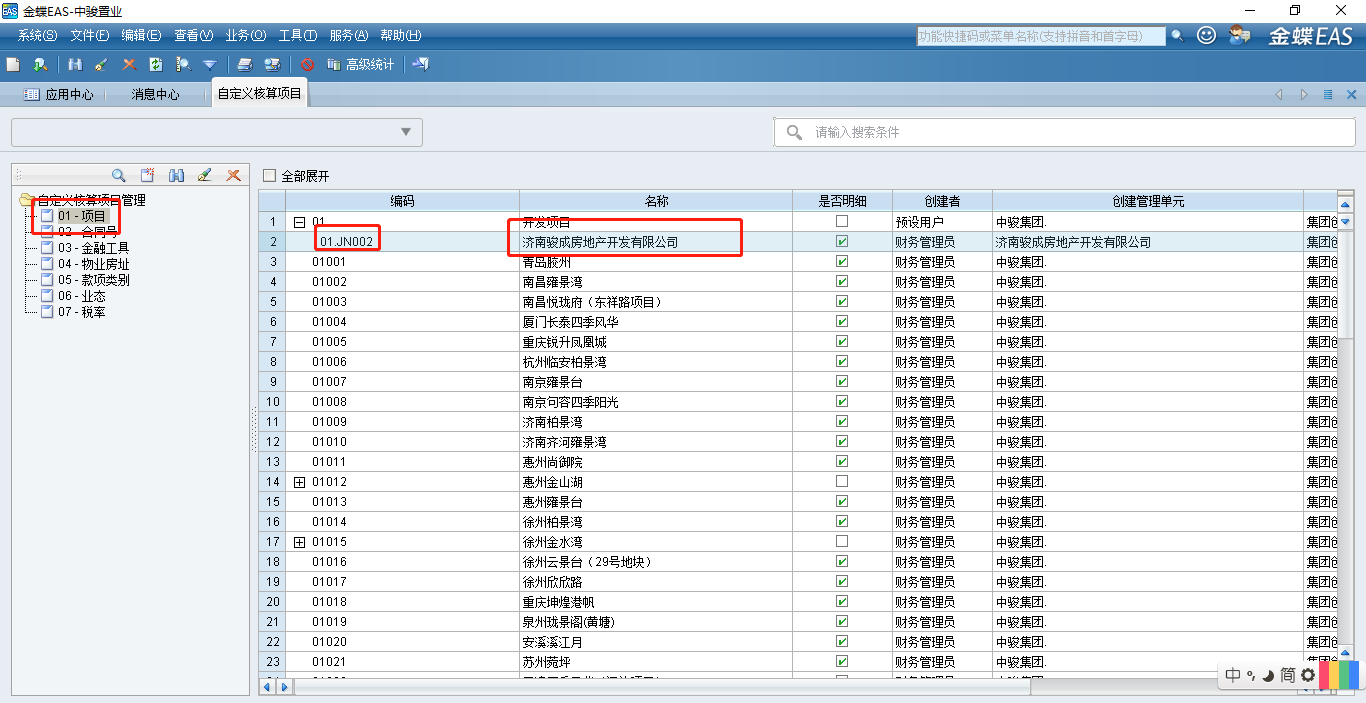 金蝶EAS-中骏置业
系统(S) 文件(F) 编辑(E) 查看(V) 业务(O) 工具(T) 服务(A) 帮助(H) 功能快捷码或菜单名称(支持拼音和首字母) 金蝶EAS
高级统计
应用中心 消息中心 自定义核算项目
请输入搜索条件
全部展开
自定义核算项目管理
01 - 项目
02 - 合同号
03 - 金融工具
04 - 物业房址
05 - 款项类别
06 - 业态
07 - 税率
编码 名称 是否明细 创建者 创建管理单元
1 01 开发项目 预设用户 中骏集团. 集团创
2 01.JN002 济南骏成房地产开发有限公司 财务管理员 济南骏成房地产开发有限公司
3 01001 青岛胶州 财务管理员 中骏集团. 集团创
4 01002 南昌雍景湾 财务管理员 中骏集团. 集团创
5 01003 南昌悦珑府（东祥路项目） 财务管理员 中骏集团. 集团创
6 01004 厦门长泰四季风华 财务管理员 中骏集团. 集团创
7 01005 重庆锐升凤凰城 财务管理员 中骏集团. 集团创
8 01006 杭州临安柏景湾 财务管理员 中骏集团. 集团创
9 01007 南京雍景台 财务管理员 中骏集团. 集团创
10 01008 南京句容四季阳光 财务管理员 中骏集团. 集团创
11 01009 济南柏景湾 财务管理员 中骏集团. 集团创
12 01010 济南齐河雍景湾 财务管理员 中骏集团. 集团创
13 01011 惠州尚御院 财务管理员 中骏集团. 集团创
14 01012 惠州金山湖 财务管理员 中骏集团. 集团创
15 01013 惠州雍景台 财务管理员 中骏集团. 集团创
16 01014 徐州柏景湾 财务管理员 中骏集团. 集团创
17 01015 徐州金水湾 财务管理员 中骏集团. 集团创
18 01016 徐州云景台（29号地块） 财务管理员 中骏集团. 集团创
19 01017 徐州欣欣路 财务管理员 中骏集团. 集团创
20 01018 重庆坤煌港帆 财务管理员 中骏集团. 集团创
21 01019 泉州珑景阁(黄塘) 财务管理员 中骏集团. 集团创
22 01020 安溪溪江月 财务管理员 中骏集团. 集团创
23 01021 苏州菀坪 财务管理员 中骏集团.
中 简